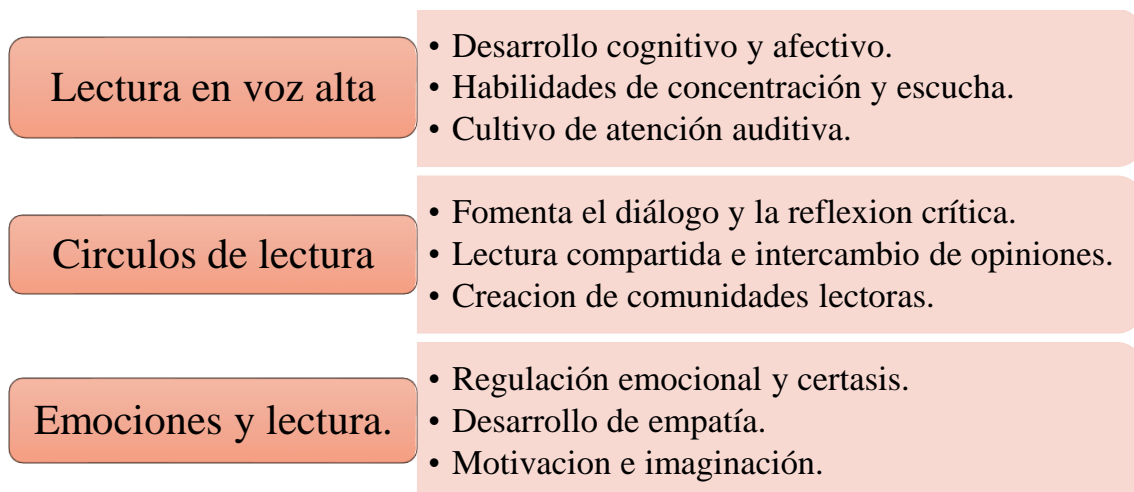 Lectura en voz alta
• Desarrollo cognitivo y afectivo.
• Habilidades de concentración y escucha.
• Cultivo de atención auditiva.
Circulos de lectura
• Fomenta el diálogo y la reflexion crítica.
• Lectura compartida e intercambio de opiniones.
• Creacion de comunidades lectoras.
Emociones y lectura.
• Regulación emocional y certasis.
• Desarrollo de empatía.
• Motivacion e imaginación.